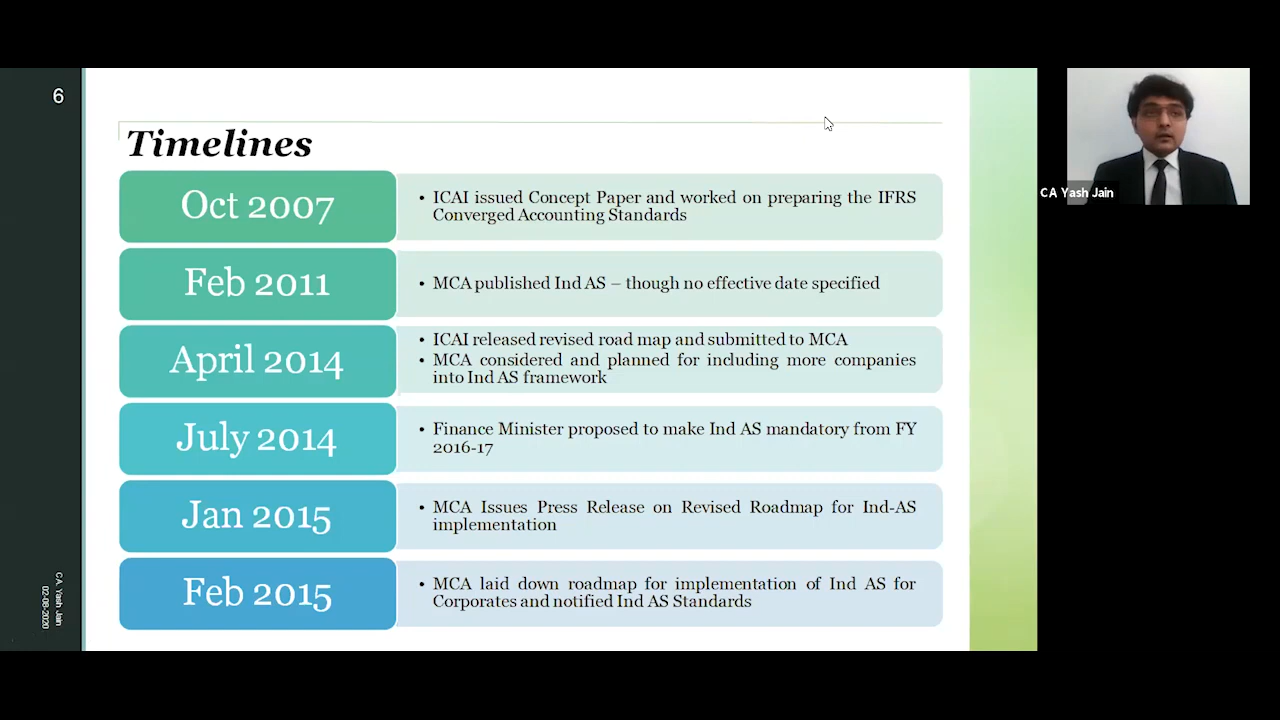 6
Timelines
Oct 2007
• ICAI issued Concept Paper and worked on preparing the IFRS
Converged Accounting Standards
Feb 2011
• MCA published Ind AS – though no effective date specified
April 2014
• ICAI released revised road map and submitted to MCA
• MCA considered and planned for including more companies
into Ind AS framework
July 2014
• Finance Minister proposed to make Ind AS mandatory from FY
2016-17
Jan 2015
• MCA Issues Press Release on Revised Roadmap for Ind-AS
implementation
Feb 2015
• MCA laid down roadmap for implementation of Ind AS for
Corporates and notified Ind AS Standards
CA Yash Jain
02-08-2020
CA Yash Jain